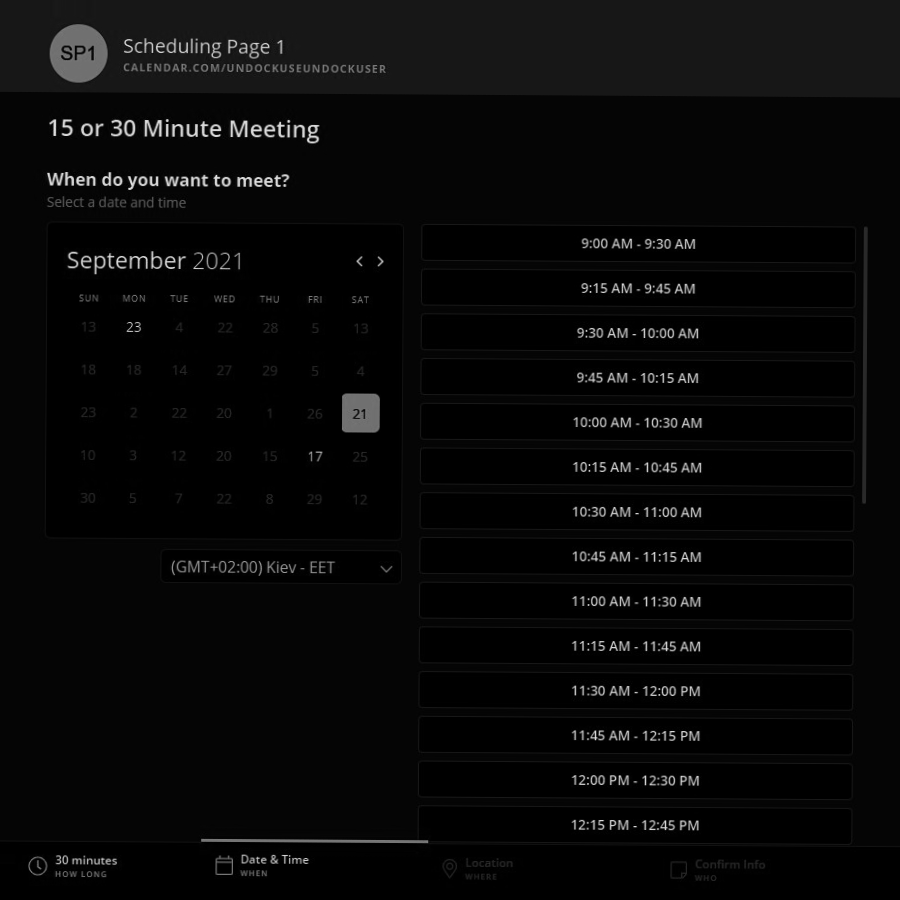 SP1
Scheduling Page 1
CALENDAR.COM/UNDOCKUSEUNDOCKUSER
15 or 30 Minute Meeting
When do you want to meet?
Select a date and time
September 2021
SUN MON TUE WED THU FRI SAT
13 23 4 22 28 5 13
18 18 14 27 29 5 4
23 2 22 20 1 26 21
10 3 12 20 15 17 25
30 5 7 22 8 29 12
(GMT+02:00) Kiev - EET
9:00 AM - 9:30 AM
9:15 AM - 9:45 AM
9:30 AM - 10:00 AM
9:45 AM - 10:15 AM
10:00 AM - 10:30 AM
10:15 AM - 10:45 AM
10:30 AM - 11:00 AM
10:45 AM - 11:15 AM
11:00 AM - 11:30 AM
11:15 AM - 11:45 AM
11:30 AM - 12:00 PM
11:45 AM - 12:15 PM
12:00 PM - 12:30 PM
12:15 PM - 12:45 PM
30 minutes
HOW LONG
Date & Time
WHEN
Location
WHERE
Confirm Info
WHO